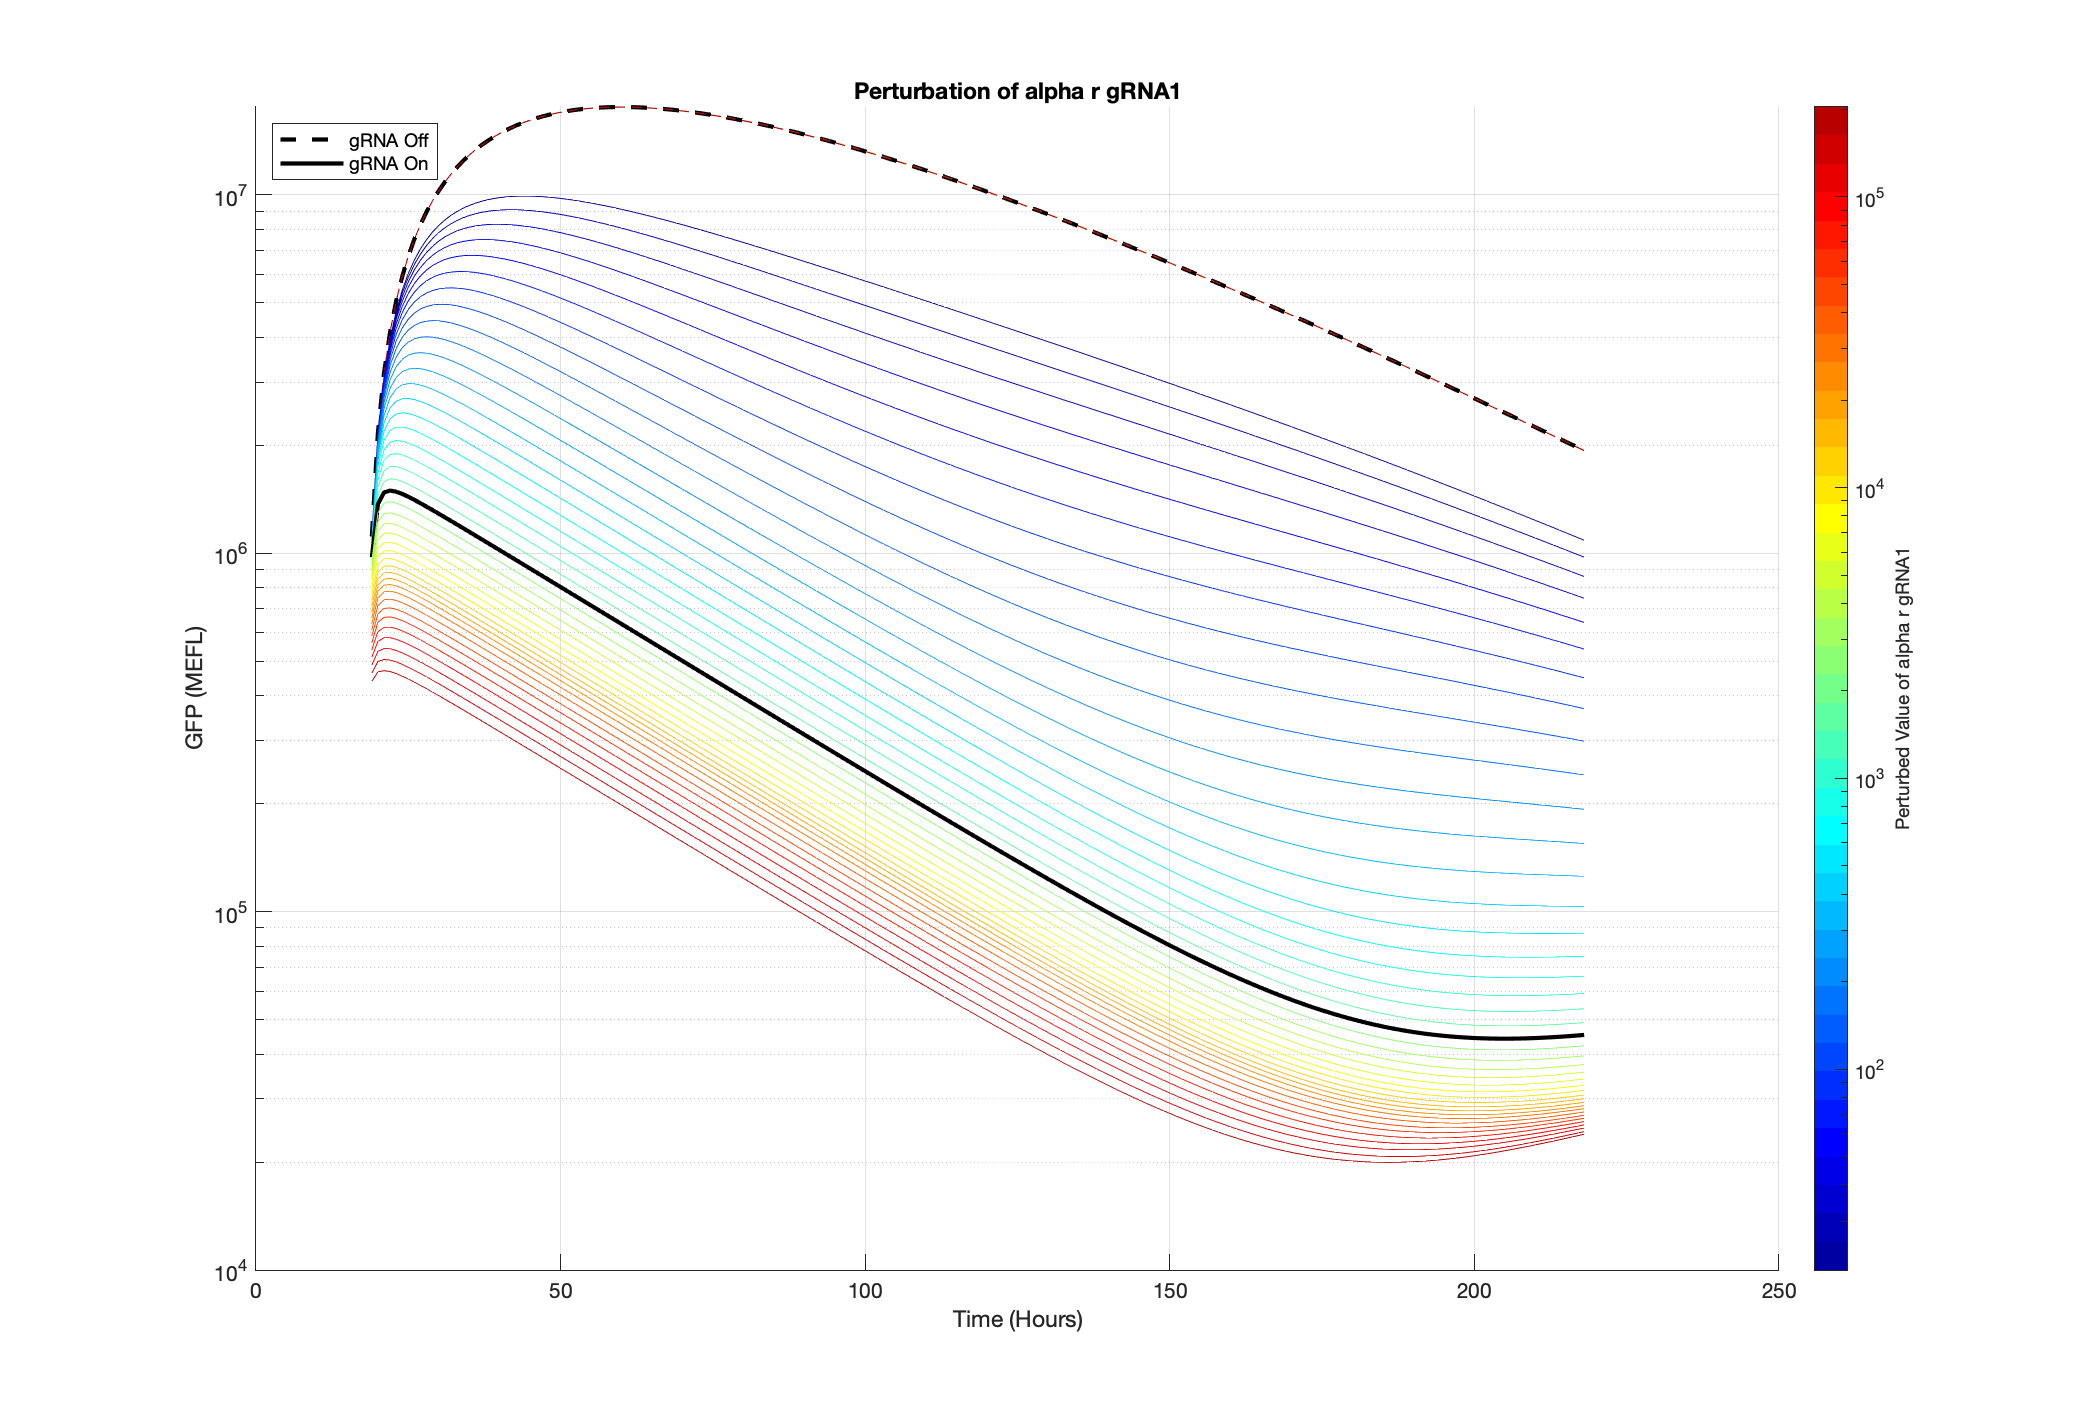 Perturbation of alpha r gRNA1
gRNA Off
gRNA On
10^7
10^6
10^5
10^4
GFP (MEFL)
0 50 100 150 200 250
Time (Hours)
10^5
10^4
10^3
10^2
Perturbed Value of alpha r gRNA1